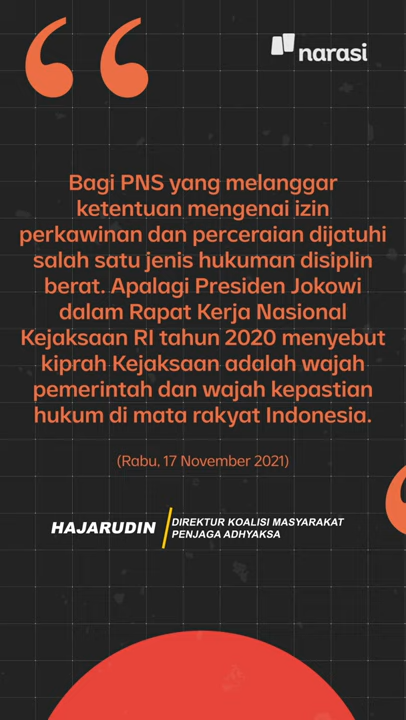 narasi
Bagi PNS yang melanggar
ketentuan mengenai izin
perkawinan dan perceraian dijatuhi
salah satu jenis hukuman disiplin
berat. Apalagi Presiden Jokowi
dalam Rapat Kerja Nasional
Kejaksaan RI tahun 2020 menyebut
kiprah Kejaksaan adalah wajah
pemerintah dan wajah kepastian
hukum di mata rakyat Indonesia.
(Rabu, 17 November 2021)
HAJARUDIN
DIREKTUR KOALISI MASYARAKAT
PENJAGA ADHYAKSA